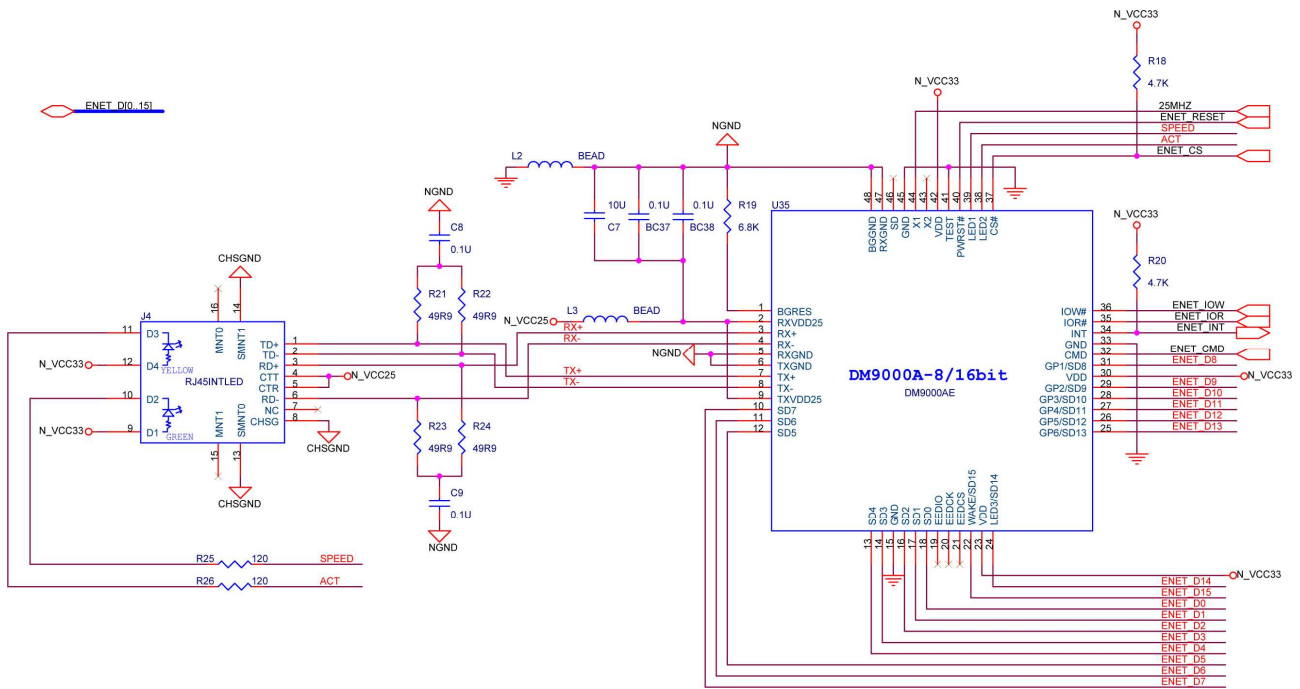 ENET_D[0..15]
N_VCC33
R18
4.7K
N_VCC33
25MHZ
ENET_RESET
SPEED
ACT
ENET_CS
NGND
L2 BEAD
10U
C7
0.1U
BC37
0.1U
BC38
R19
6.8K
NGND
C8
0.1U
R21
49R9
R22
49R9
L3 BEAD
N_VCC25
RX+
RX-
NGND
TX+
TX-
R23
49R9
R24
49R9
C9
0.1U
NGND
CHSGND
J4
16 14
MNT0 SMNT1
11 D3
N_VCC33 12 D4
YELLOW
RJ45INTLED
10 D2
N_VCC33 9 D1
GREEN
MNT1 SMNT0
15 13
CHSGND
TD+ 1
TD- 2
RD+ 3
CTT 4
CTR 5
RD- 6
NC 7
CHSG 8
N_VCC25
CHSGND
R25 120 SPEED
R26 120 ACT
U35
48 47 46 45 44 43 42 41 40 39 38 37
BGGND RXGND SD GND X1 X2 VDD TEST PWRST# LED1 LED2 CS#
1 BGRES
2 RXVDD25
3 RX+
4 RX-
5 RXGND
6 TXGND
7 TX+
8 TX-
9 TXVDD25
10 SD7
11 SD6
12 SD5
DM9000A-8/16bit
DM9000AE
N_VCC33
R20
4.7K
IOW# 36 ENET_IOW
IOR# 35 ENET_IOR
INT 34 ENET_INT
GND 33
CMD 32 ENET_CMD
GP1/SD8 31 ENET_D8
VDD 30 N_VCC33
GP2/SD9 29 ENET_D9
GP3/SD10 28 ENET_D10
GP4/SD11 27 ENET_D11
GP5/SD12 26 ENET_D12
GP6/SD13 25 ENET_D13
SD4 SD3 GND SD2 SD1 SD0 EEDIO EEDCK EEDCS WAKE/SD15 VDD LED3/SD14
13 14 15 16 17 18 19 20 21 22 23 24
N_VCC33
ENET_D14
ENET_D15
ENET_D0
ENET_D1
ENET_D2
ENET_D3
ENET_D4
ENET_D5
ENET_D6
ENET_D7